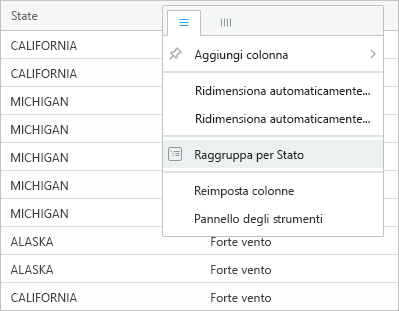 State
CALIFORNIA
Aggiungi colonna
CALIFORNIA
MICHIGAN
Ridimensiona automaticamente...
MICHIGAN
Ridimensiona automaticamente...
MICHIGAN
Raggruppa per Stato
MICHIGAN
Reimposta colonne
MICHIGAN
Pannello degli strumenti
ALASKA Forte vento
ALASKA Forte vento
CALIFORNIA Forte vento